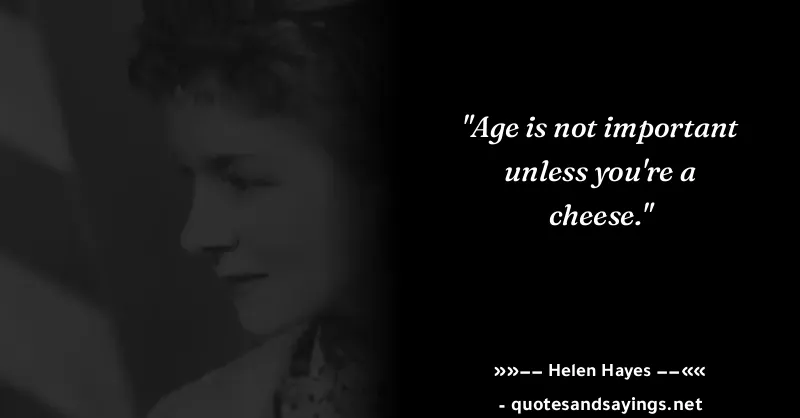 "Age is not important
unless you're a
cheese."
»»−− Helen Hayes −−««
- quotesandsayings.net